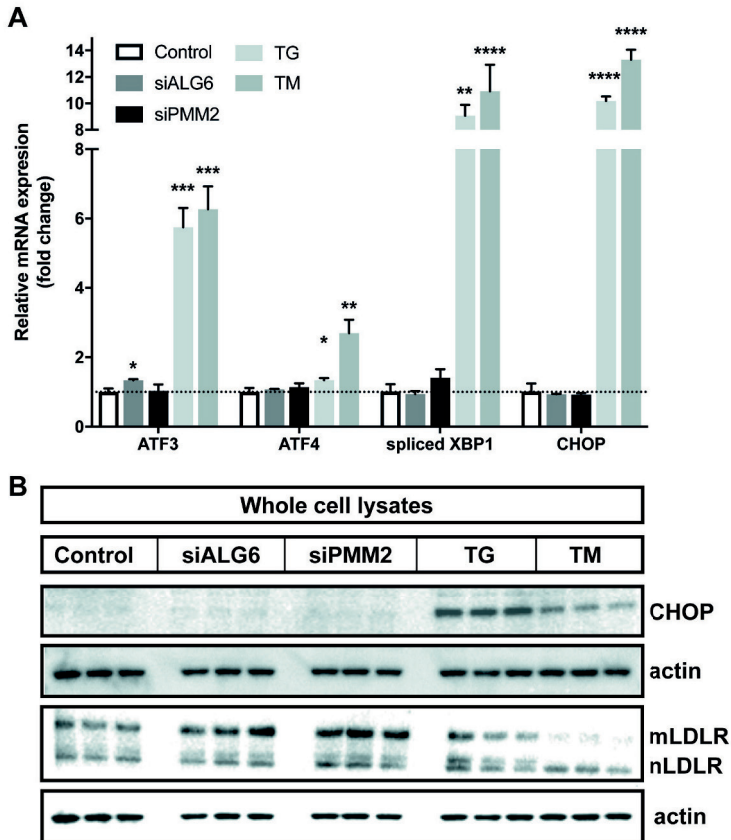 A
Relative mRNA expresion
(fold change)
14
12
10
8
8
6
4
2
0
Control
siALG6
siPMM2
TG
TM
*
***
***
*
**
**
****
****
****
ATF3
ATF4
spliced XBP1
CHOP
B
Whole cell lysates
Control
siALG6
siPMM2
TG
TM
CHOP
actin
mLDLR
nLDLR
actin